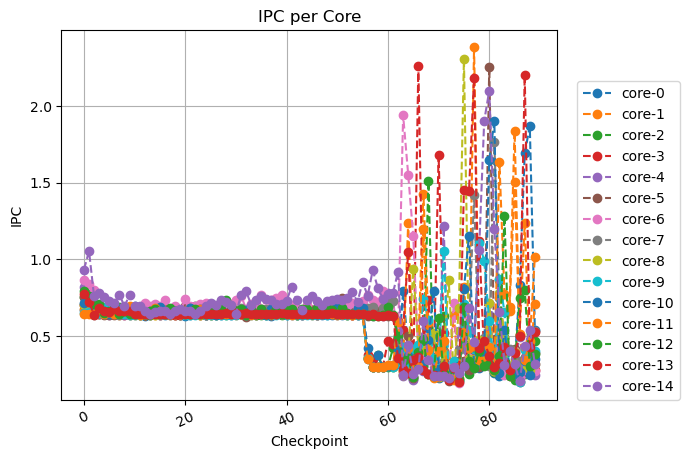 IPC per Core
IPC
2.0
1.5
1.0
0.5
0
20
40
60
80
Checkpoint
core-0
core-1
core-2
core-3
core-4
core-5
core-6
core-7
core-8
core-9
core-10
core-11
core-12
core-13
core-14